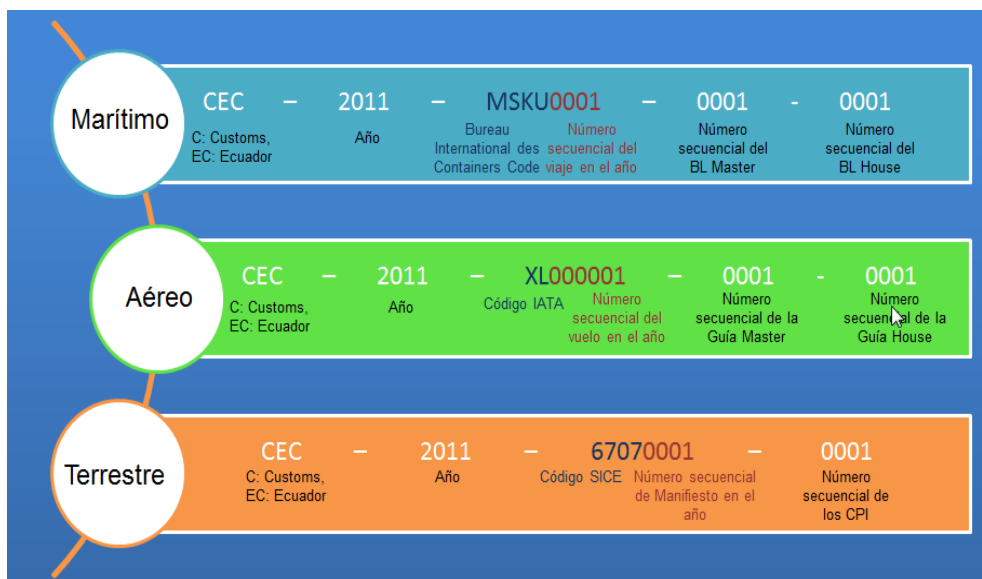 Marítimo
CEC – 2011 – MSKU0001 – 0001 - 0001
C: Customs,
EC: Ecuador
Año
Bureau
International des
Containers Code
Número
secuencial del
viaje en el año
Número
secuencial del
BL Master
Número
secuencial del
BL House
Aéreo
CEC – 2011 – XL000001 – 0001 - 0001
C: Customs,
EC: Ecuador
Año
Código IATA
Número
secuencial del
vuelo en el año
Número
secuencial de la
Guía Master
Número
secuencial de la
Guía House
Terrestre
CEC – 2011 – 67070001 – 0001
C: Customs,
EC: Ecuador
Año
Código SICE
Número secuencial
de Manifiesto en el
año
Número
secuencial de
los CPI